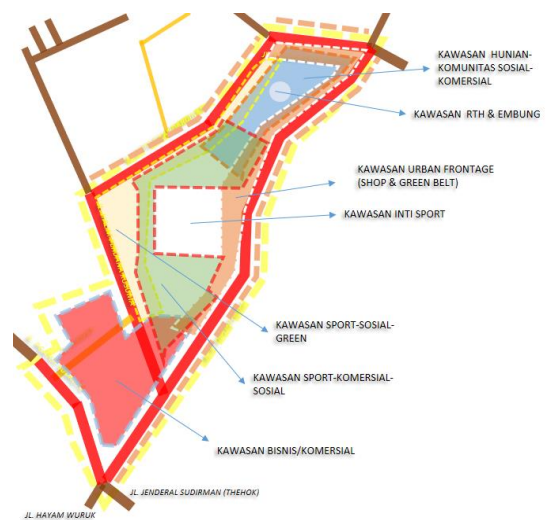 KAWASAN HUNIAN-
KOMUNITAS SOSIAL-
KOMERSIAL
KAWASAN RTH & EMBUNG
KAWASAN URBAN FRONTAGE
(SHOP & GREEN BELT)
KAWASAN INTI SPORT
KAWASAN SPORT-SOSIAL-
GREEN
KAWASAN SPORT-KOMERSIAL-
SOSIAL
KAWASAN BISNIS/KOMERSIAL
JL. JENDERAL SUDIRMAN (THEHOK)
JL. HAYAM WURUK